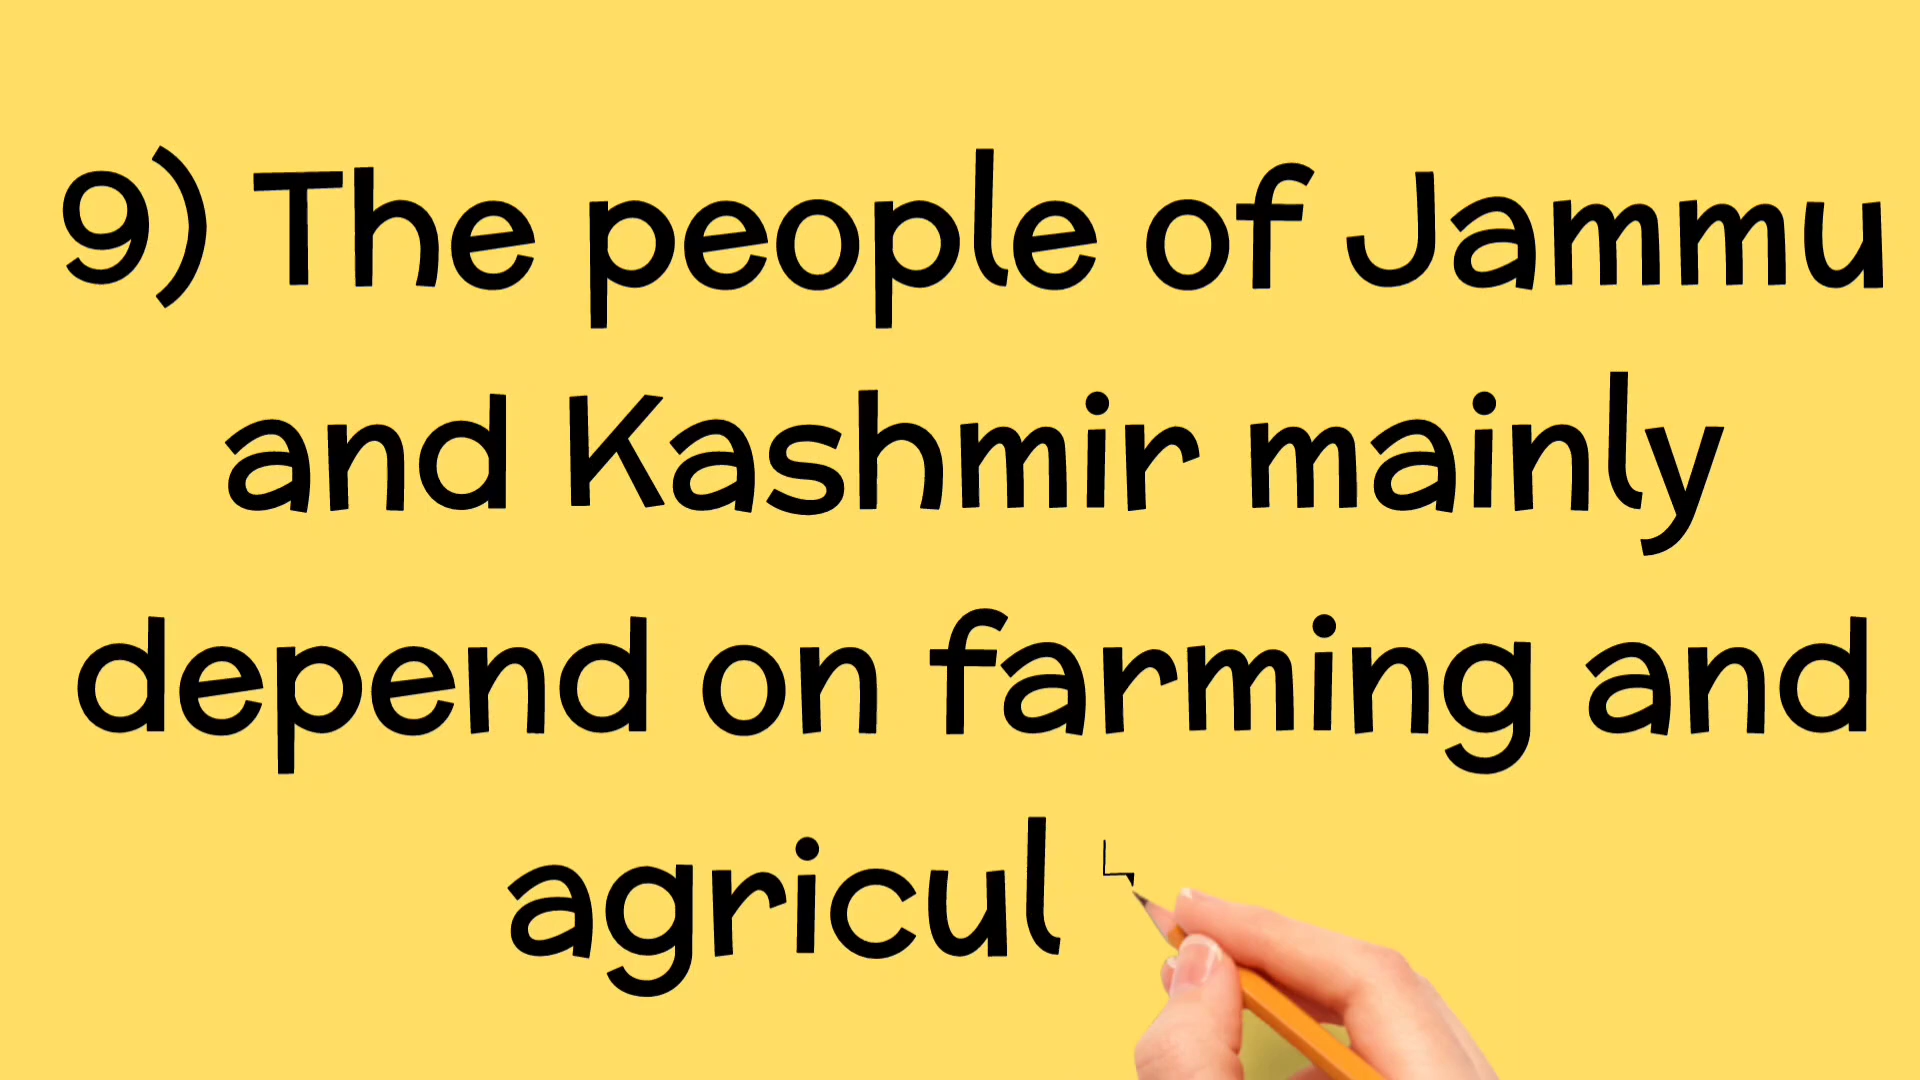 9) The people of Jammu
and Kashmir mainly
depend on farming and
agricul